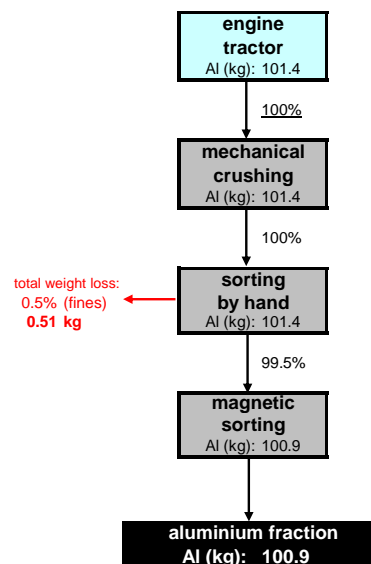 engine
tractor
Al (kg): 101.4
100%
mechanical
crushing
Al (kg): 101.4
100%
total weight loss:
0.5% (fines)
0.51 kg
sorting
by hand
Al (kg): 101.4
99.5%
magnetic
sorting
Al (kg): 100.9
aluminium fraction
Al (kg): 100.9